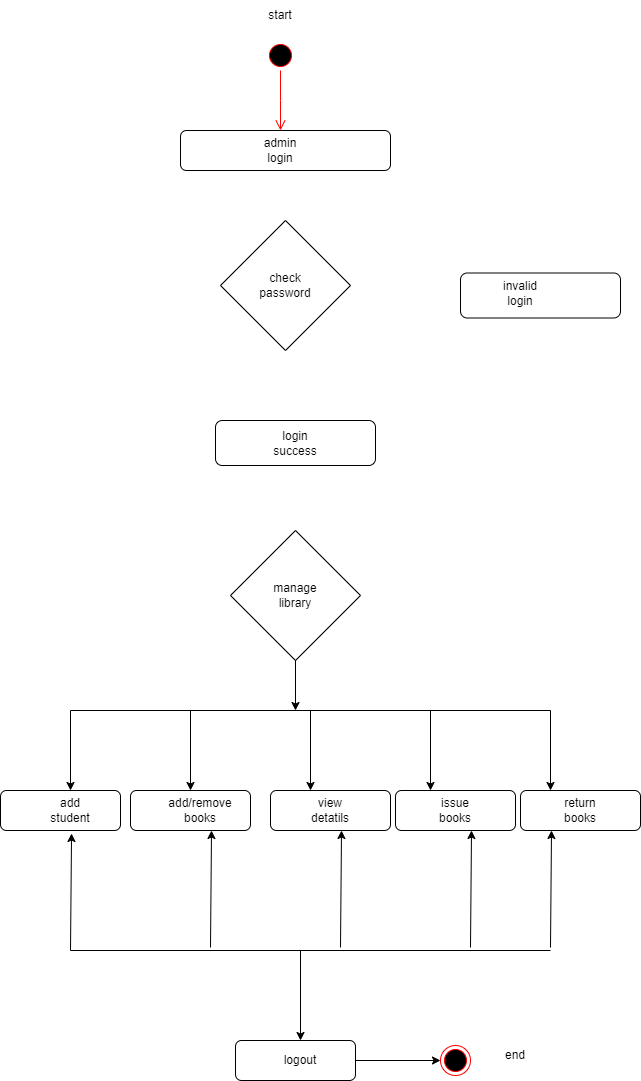 start
admin
login
check
password
invalid
login
login
success
manage
library
add
student
add/remove
books
view
detatils
issue
books
return
books
logout
end